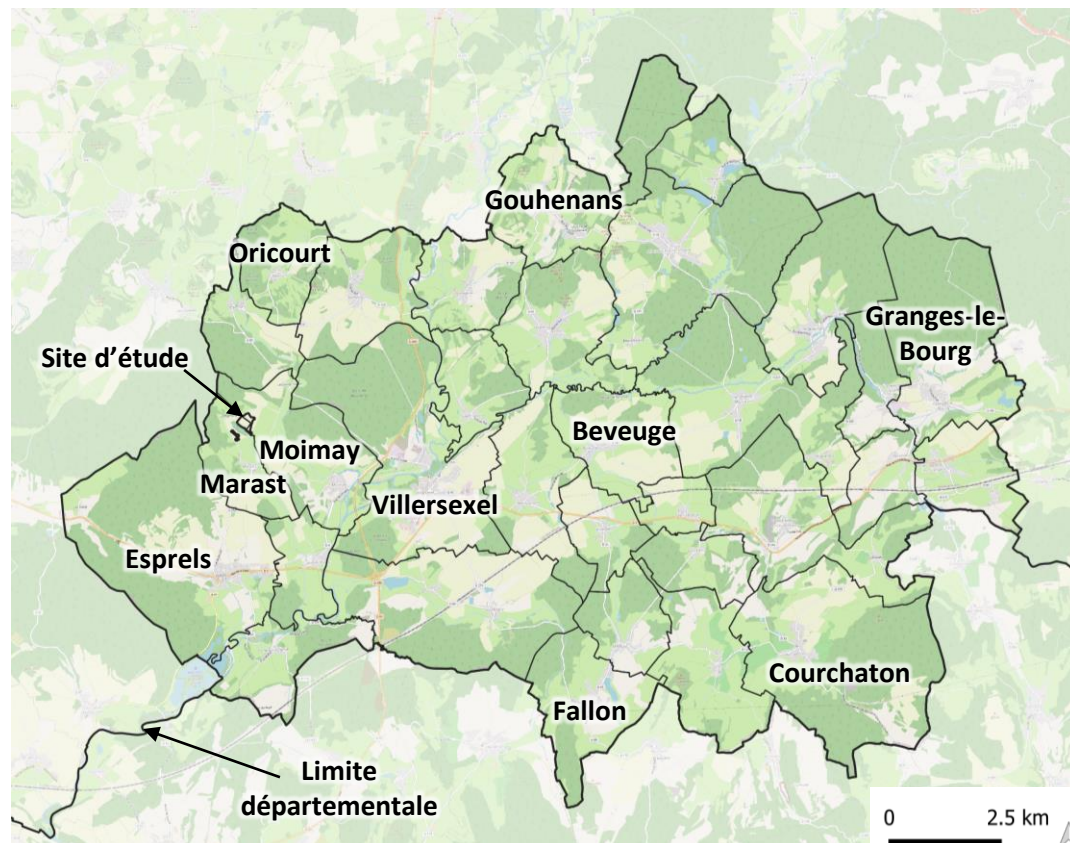 Gouhenans
Oricourt
Granges-le-
Bourg
Site d’étude
Beveuge
Moimay
Marast
Villersexel
Esprels
Courchaton
Fallon
Limite
départementale
0 2.5 km